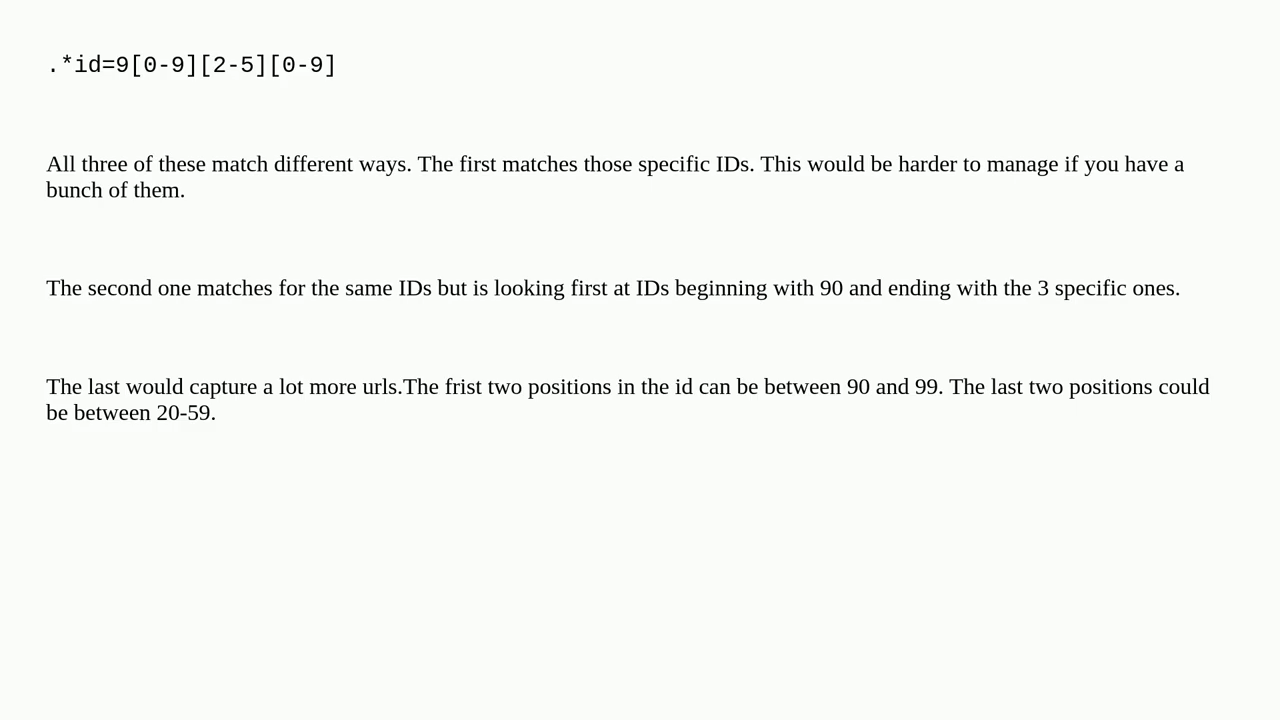 .*id=9[0-9][2-5][0-9]
All three of these match different ways. The first matches those specific IDs. This would be harder to manage if you have a
bunch of them.
The second one matches for the same IDs but is looking first at IDs beginning with 90 and ending with the 3 specific ones.
The last would capture a lot more urls.The frist two positions in the id can be between 90 and 99. The last two positions could
be between 20-59.